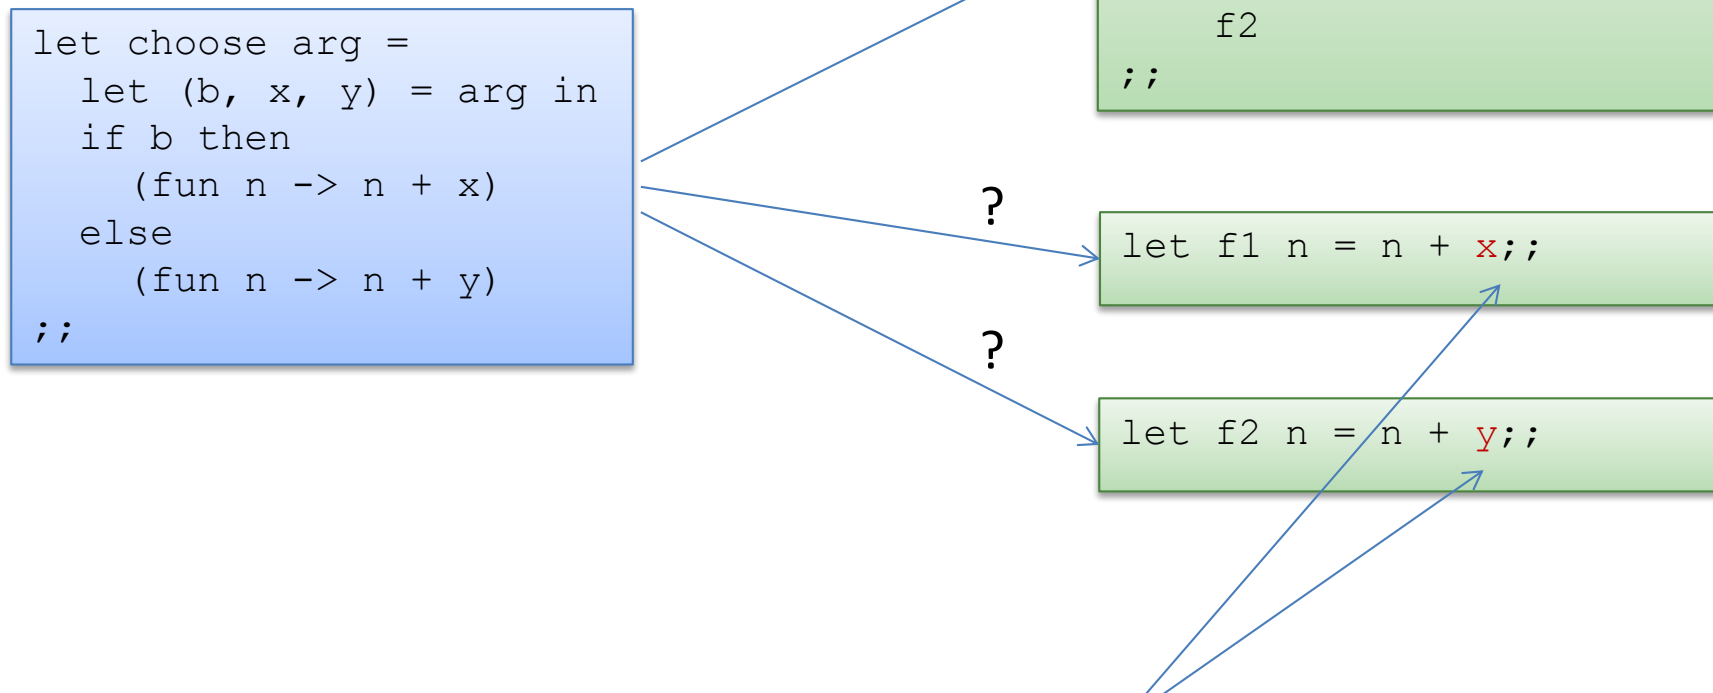 let choose arg =
  let (b, x, y) = arg in
  if b then
    (fun n -> n + x)
  else
    (fun n -> n + y)
;;
f2
;;
?
let f1 n = n + x;;
?
let f2 n = n + y;;